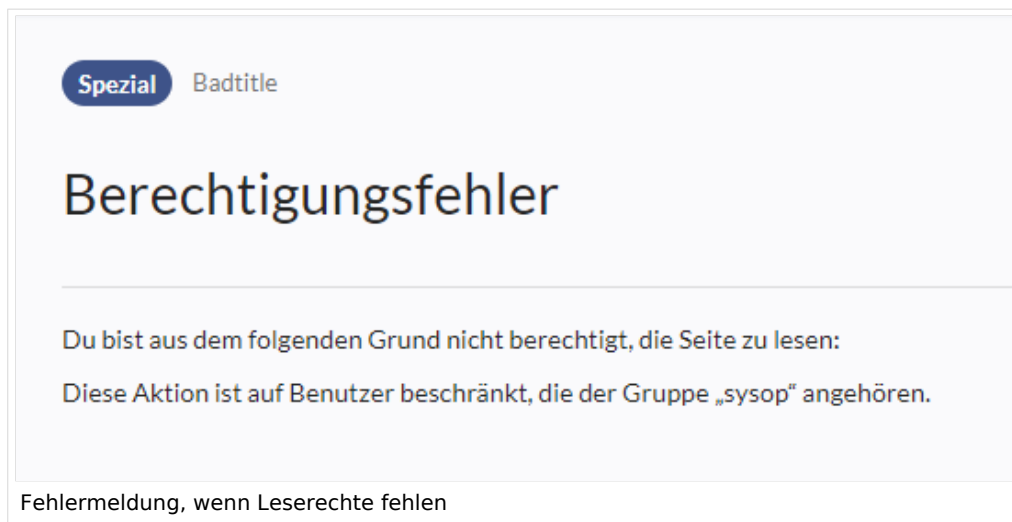 Spezial Badtitle
Berechtigungsfehler
Du bist aus dem folgenden Grund nicht berechtigt, die Seite zu lesen:
Diese Aktion ist auf Benutzer beschränkt, die der Gruppe „sysop“ angehören.
Fehlermeldung, wenn Leserechte fehlen